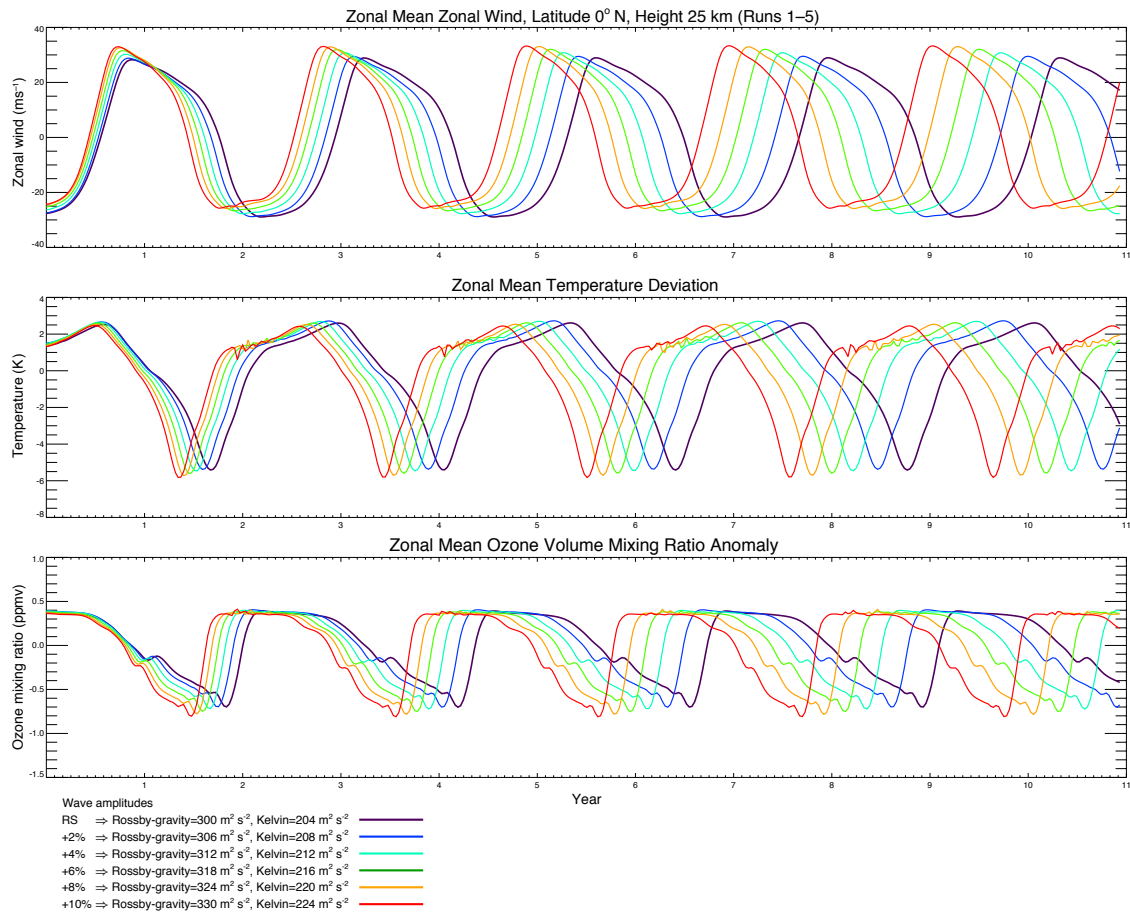 Zonal Mean Zonal Wind, Latitude 0° N, Height 25 km (Runs 1–5)
40
20
0
-20
-40
Zonal wind (ms⁻¹)
1 2 3 4 5 6 7 8 9 10 11
Zonal Mean Temperature Deviation
4
2
0
-2
-4
-6
-8
Temperature (K)
1 2 3 4 5 6 7 8 9 10 11
Zonal Mean Ozone Volume Mixing Ratio Anomaly
1.0
0.5
0.0
-0.5
-1.0
-1.5
Ozone mixing ratio (ppmv)
1 2 3 4 5 6 7 8 9 10 11
Year
Wave amplitudes
RS ⇒ Rossby-gravity=300 m² s⁻², Kelvin=204 m² s⁻²
+2% ⇒ Rossby-gravity=306 m² s⁻², Kelvin=208 m² s⁻²
+4% ⇒ Rossby-gravity=312 m² s⁻², Kelvin=212 m² s⁻²
+6% ⇒ Rossby-gravity=318 m² s⁻², Kelvin=216 m² s⁻²
+8% ⇒ Rossby-gravity=324 m² s⁻², Kelvin=220 m² s⁻²
+10% ⇒ Rossby-gravity=330 m² s⁻², Kelvin=224 m² s⁻²